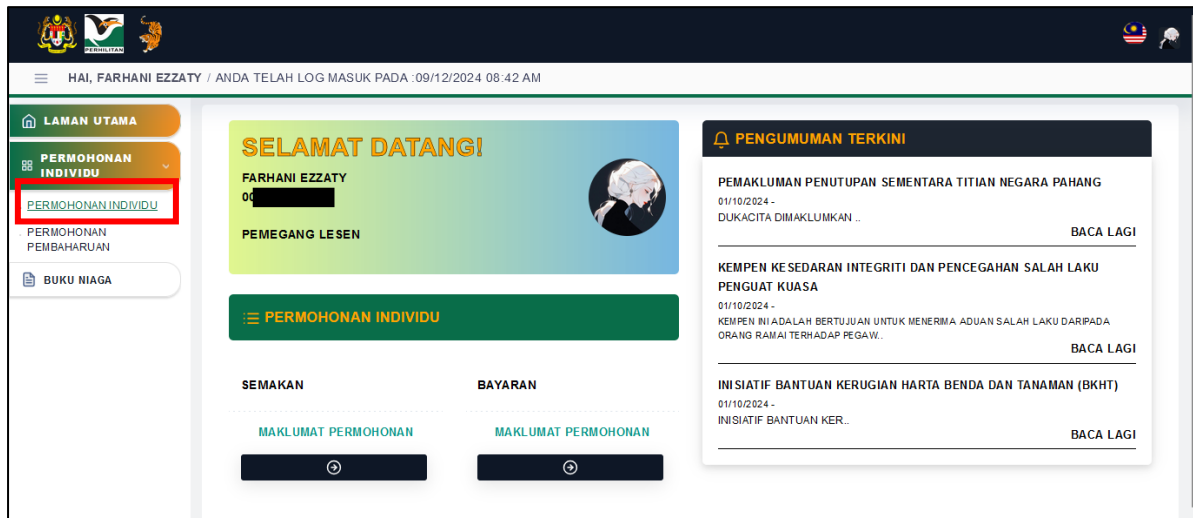 PERHILITAN
HAI, FARHANI EZZATY / ANDA TELAH LOG MASUK PADA :09/12/2024 08:42 AM
LAMAN UTAMA
PERMOHONAN
INDIVIDU
PERMOHONAN INDIVIDU
PERMOHONAN
PEMBAHARUAN
BUKU NIAGA
SELAMAT DATANG!
FARHANI EZZATY
00
PEMEGANG LESEN
PERMOHONAN INDIVIDU
SEMAKAN
MAKLUMAT PERMOHONAN
BAYARAN
MAKLUMAT PERMOHONAN
PENGUMUMAN TERKINI
PEMAKLUMAN PENUTUPAN SEMENTARA TITIAN NEGARA PAHANG
01/10/2024 -
DUKACITA DIMAKLUMKAN ..
BACA LAGI
KEMPEN KESEDARAN INTEGRITI DAN PENCEGAHAN SALAH LAKU
PENGUAT KUASA
01/10/2024 -
KEMPEN INI ADALAH BERTUJUAN UNTUK MENERIMA ADUAN SALAH LAKU DARIPADA
ORANG RAMAI TERHADAP PEGAW..
BACA LAGI
INISIATIF BANTUAN KERUGIAN HARTA BENDA DAN TANAMAN (BKHT)
01/10/2024 -
INISIATIF BANTUAN KER..
BACA LAGI